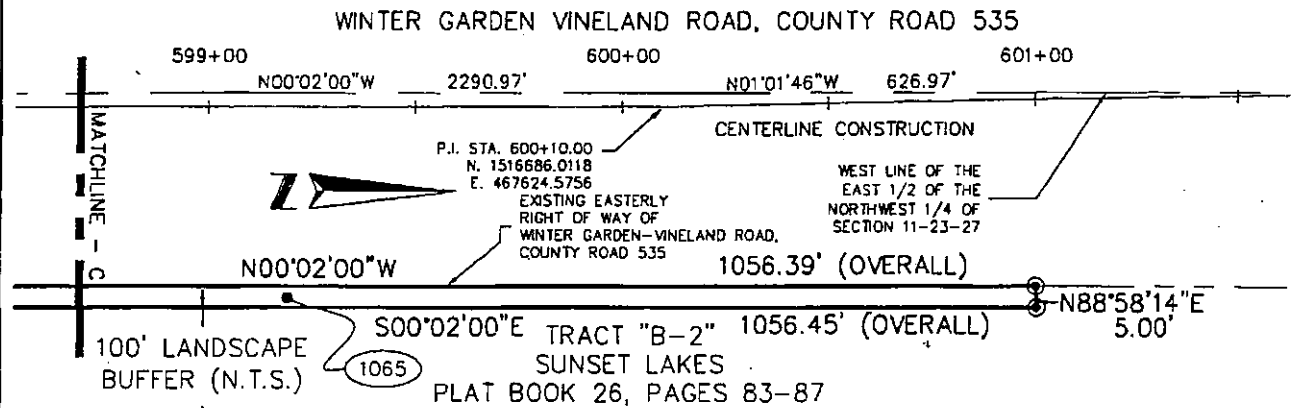 WINTER GARDEN VINELAND ROAD, COUNTY ROAD 535
599+00
600+00
601+00
N00°02'00"W
2290.97'
N01°01'46"W
626.97'
CENTERLINE CONSTRUCTION
MATCHLINE - C
P.I. STA. 600+10.00
N. 1516686.0118
E. 467624.5756
Z
EXISTING EASTERLY
RIGHT OF WAY OF
WINTER GARDEN-VINELAND ROAD,
COUNTY ROAD 535
WEST LINE OF THE
EAST 1/2 OF THE
NORTHWEST 1/4 OF
SECTION 11-23-27
N00°02'00"W
1056.39' (OVERALL)
N88°58'14"E
5.00'
S00°02'00"E
1056.45' (OVERALL)
100' LANDSCAPE
BUFFER (N.T.S.)
1065
TRACT "B-2"
SUNSET LAKES
PLAT BOOK 26, PAGES 83-87